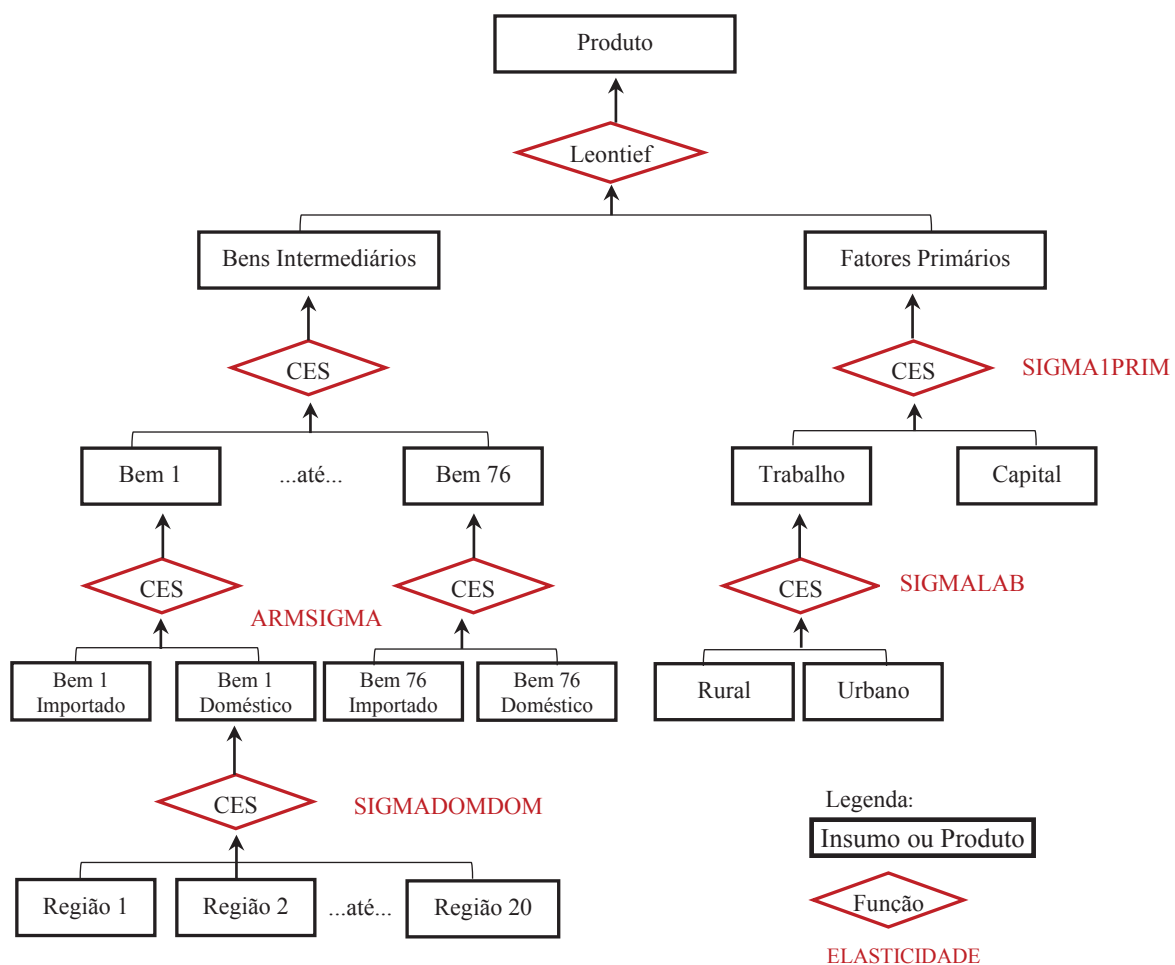 Produto
Leontief
Bens Intermediários
Fatores Primários
CES
CES
SIGMA1PRIM
Bem 1
...até...
Bem 76
Trabalho
Capital
CES
CES
CES
SIGMALAB
ARMSIGMA
Bem 1
Importado
Bem 1
Doméstico
Bem 76
Importado
Bem 76
Doméstico
Rural
Urbano
CES
SIGMADOMDOM
Legenda:
Insumo ou Produto
Região 1
Região 2
...até...
Região 20
Função
ELASTICIDADE